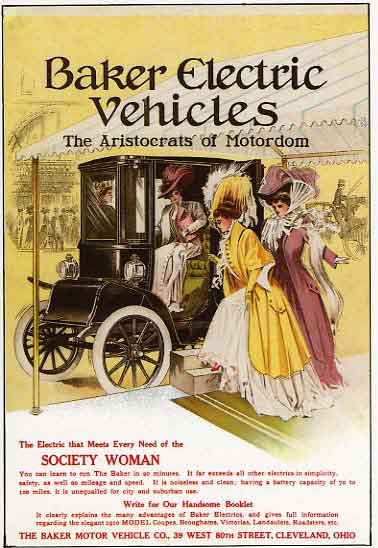 Baker Electric
Vehicles
The Aristocrats of Motordom
The Electric that Meets Every Need of the
SOCIETY WOMAN
You can learn to run The Baker in 20 minutes. It far exceeds all other electrics in simplicity,
safety, as well as mileage and speed. It is noiseless and clean; having a battery capacity of 70 to
100 miles. It is unequalled for city and suburban use.
Write for Our Handsome Booklet
It clearly explains the many advantages of Baker Electrics, and gives full information
regarding the elegant 1910 MODEL Coupes, Broughams, Victorias, Landaulets, Roadsters, etc.
THE BAKER MOTOR VEHICLE CO., 39 WEST 80TH STREET, CLEVELAND, OHIO